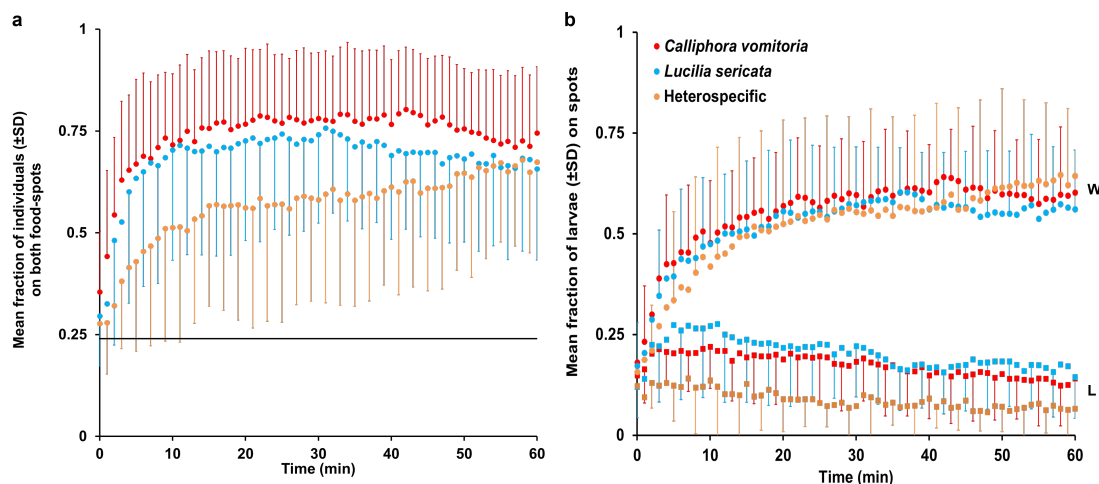 a
Mean fraction of individuals (±SD)
on both food-spots
1
0.75
0.5
0.25
0
0 10 20 30 40 50 60
Time (min)
b
Mean fraction of larvae (±SD) on spots
1
0.75
0.5
0.25
0
Calliphora vomitoria
Lucilia sericata
Heterospecific
W
L
0 10 20 30 40 50 60
Time (min)